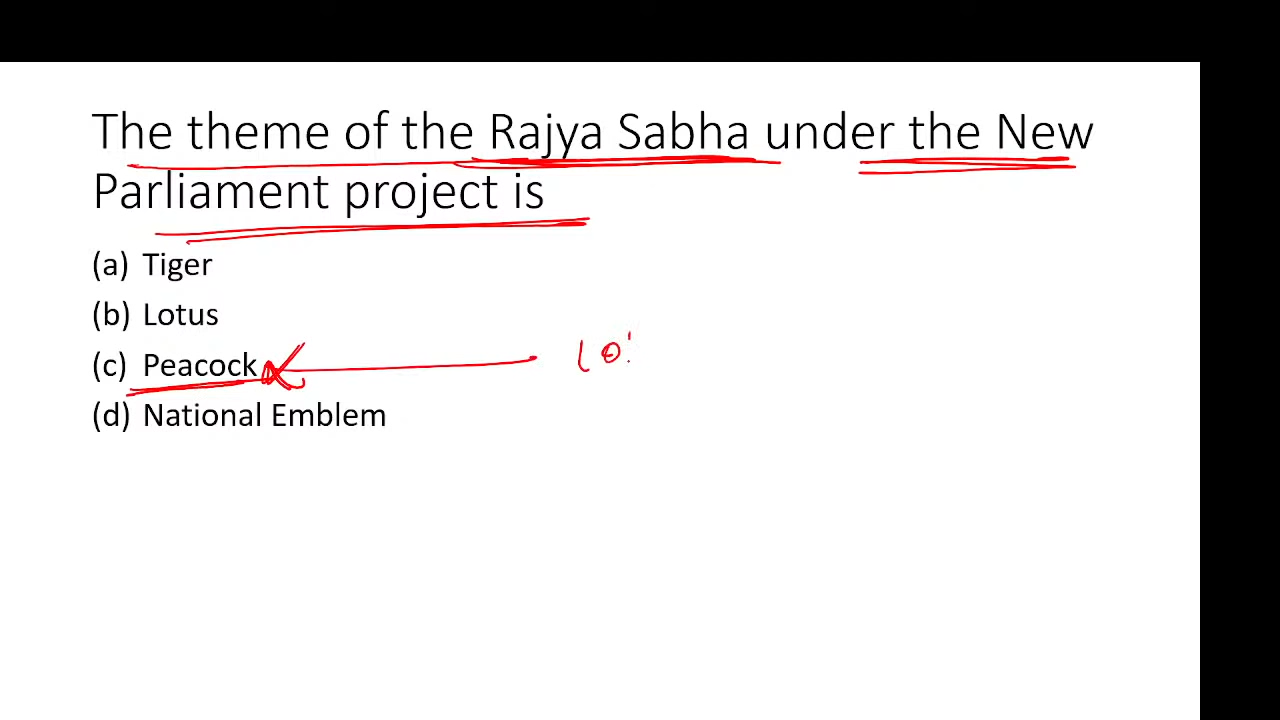 The theme of the Rajya Sabha under the New
Parliament project is
(a) Tiger
(b) Lotus
(c) Peacock
(d) National Emblem